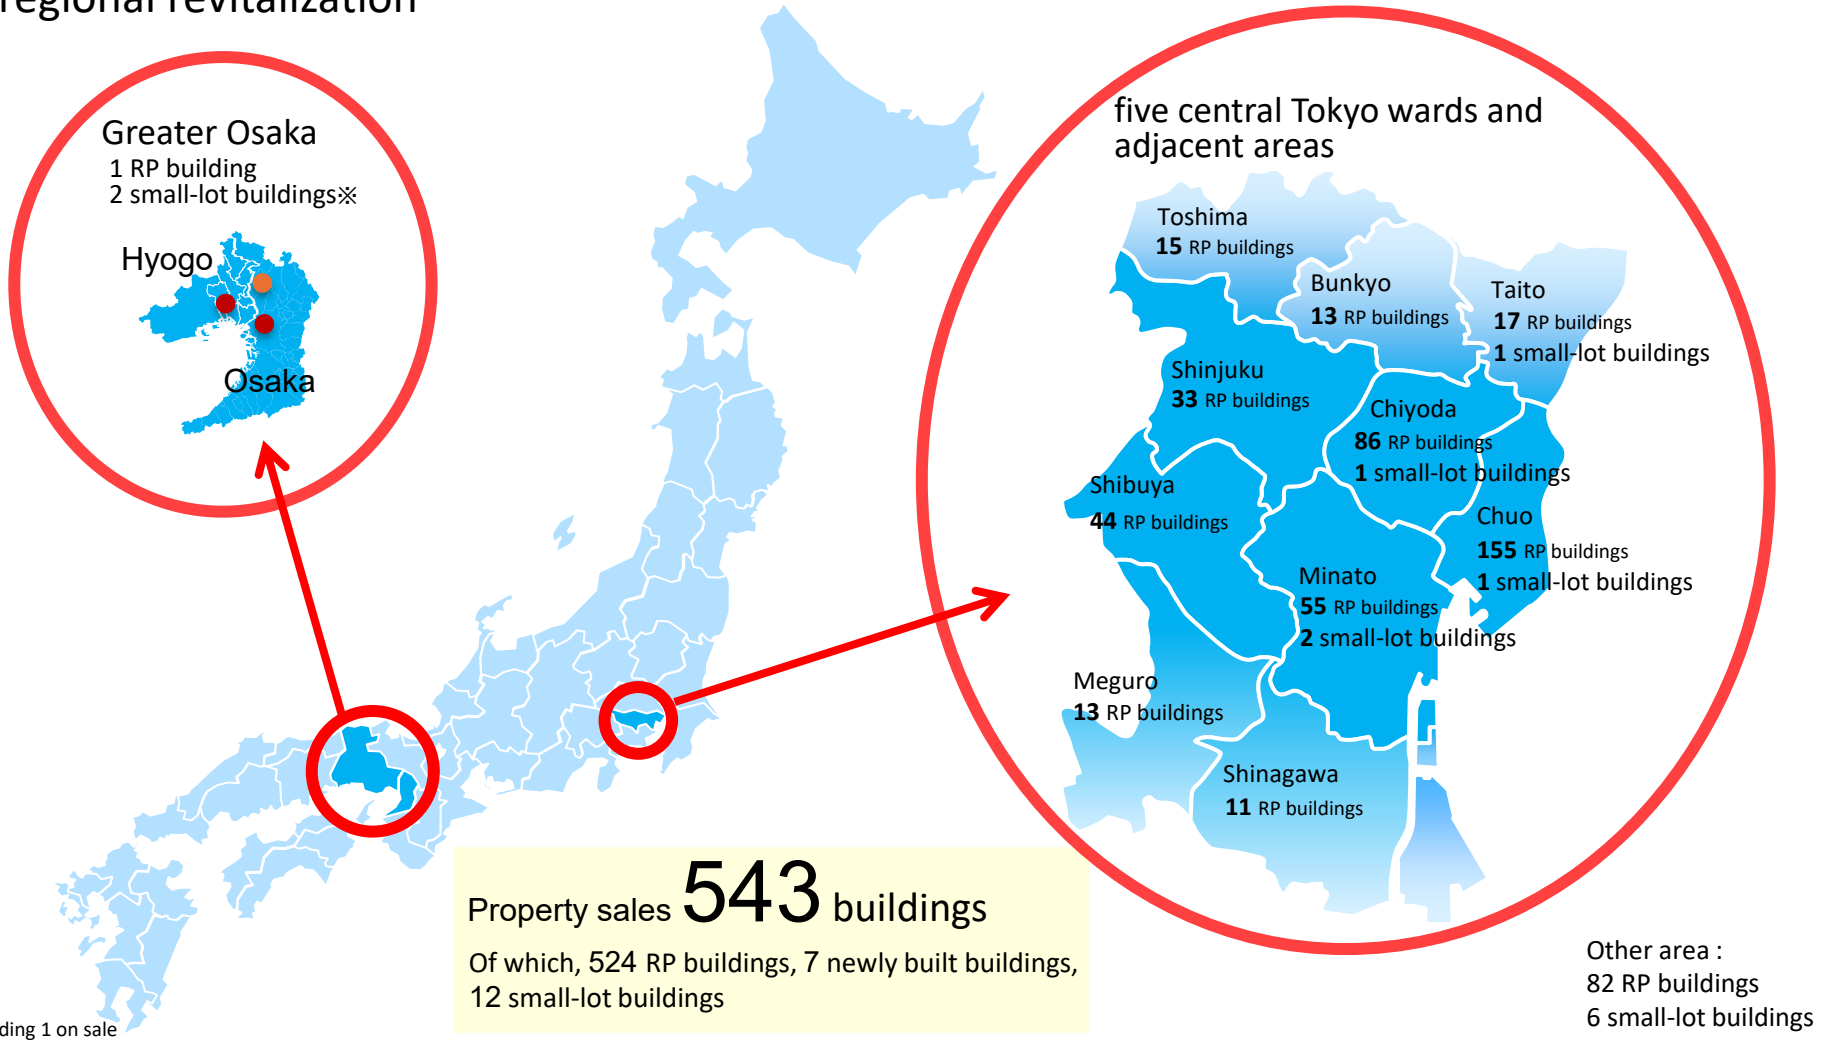 regional revitalization
Greater Osaka
1 RP building
2 small-lot buildings※
Hyogo
Osaka
five central Tokyo wards and
adjacent areas
Toshima
15 RP buildings
Bunkyo
13 RP buildings
Taito
17 RP buildings
1 small-lot buildings
Shinjuku
33 RP buildings
Chiyoda
86 RP buildings
1 small-lot buildings
Shibuya
44 RP buildings
Chuo
155 RP buildings
1 small-lot buildings
Minato
55 RP buildings
2 small-lot buildings
Meguro
13 RP buildings
Shinagawa
11 RP buildings
Property sales 543 buildings
Of which, 524 RP buildings, 7 newly built buildings,
12 small-lot buildings
Other area :
82 RP buildings
6 small-lot buildings
ding 1 on sale